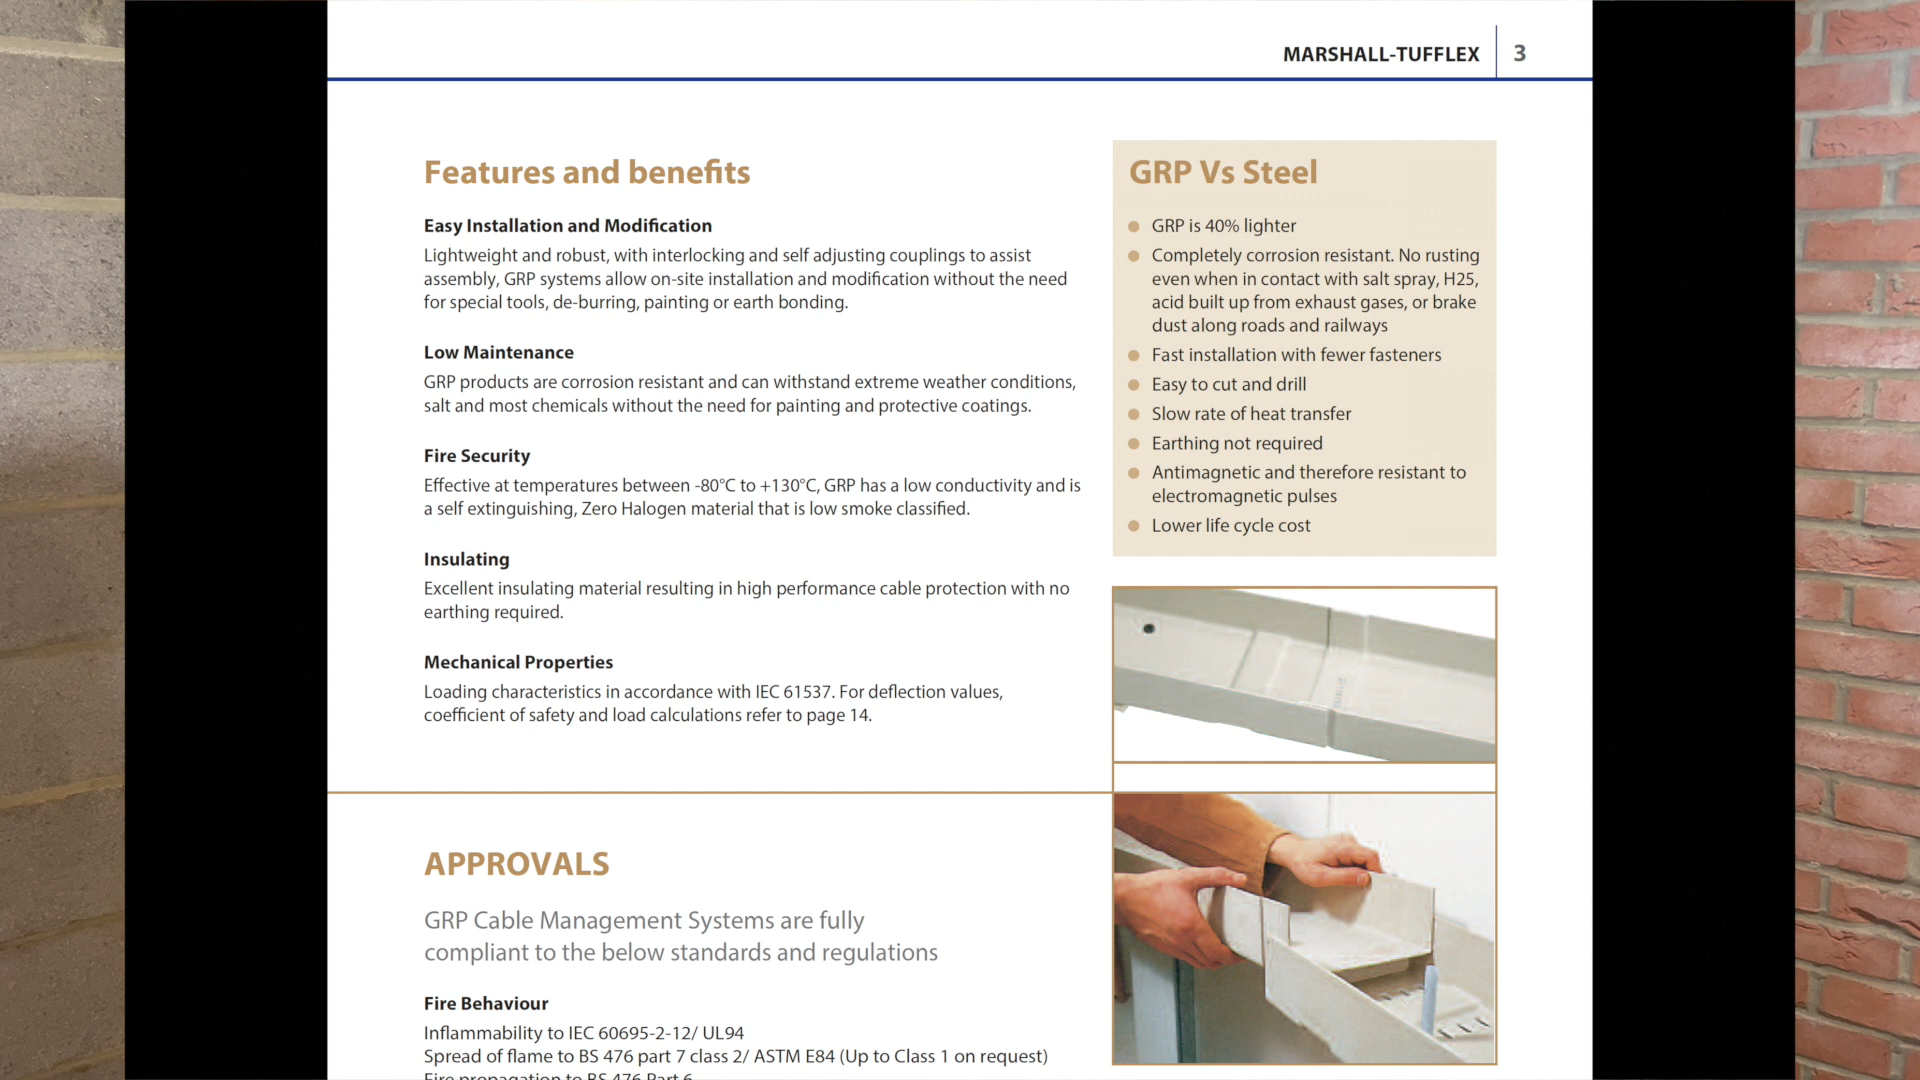 MARSHALL-TUFFLEX 3
Features and benefits
Easy Installation and Modification
Lightweight and robust, with interlocking and self adjusting couplings to assist
assembly, GRP systems allow on-site installation and modification without the need
for special tools, de-burring, painting or earth bonding.
Low Maintenance
GRP products are corrosion resistant and can withstand extreme weather conditions,
salt and most chemicals without the need for painting and protective coatings.
Fire Security
Effective at temperatures between -80°C to +130°C, GRP has a low conductivity and is
a self extinguishing, Zero Halogen material that is low smoke classified.
Insulating
Excellent insulating material resulting in high performance cable protection with no
earthing required.
Mechanical Properties
Loading characteristics in accordance with IEC 61537. For deflection values,
coefficient of safety and load calculations refer to page 14.
GRP Vs Steel
GRP is 40% lighter
Completely corrosion resistant. No rusting
even when in contact with salt spray, H25,
acid built up from exhaust gases, or brake
dust along roads and railways
Fast installation with fewer fasteners
Easy to cut and drill
Slow rate of heat transfer
Earthing not required
Antimagnetic and therefore resistant to
electromagnetic pulses
Lower life cycle cost
APPROVALS
GRP Cable Management Systems are fully
compliant to the below standards and regulations
Fire Behaviour
Inflammability to IEC 60695-2-12/ UL94
Spread of flame to BS 476 part 7 class 2/ ASTM E84 (Up to Class 1 on request)
Fire propagation to BS 476 Part 6